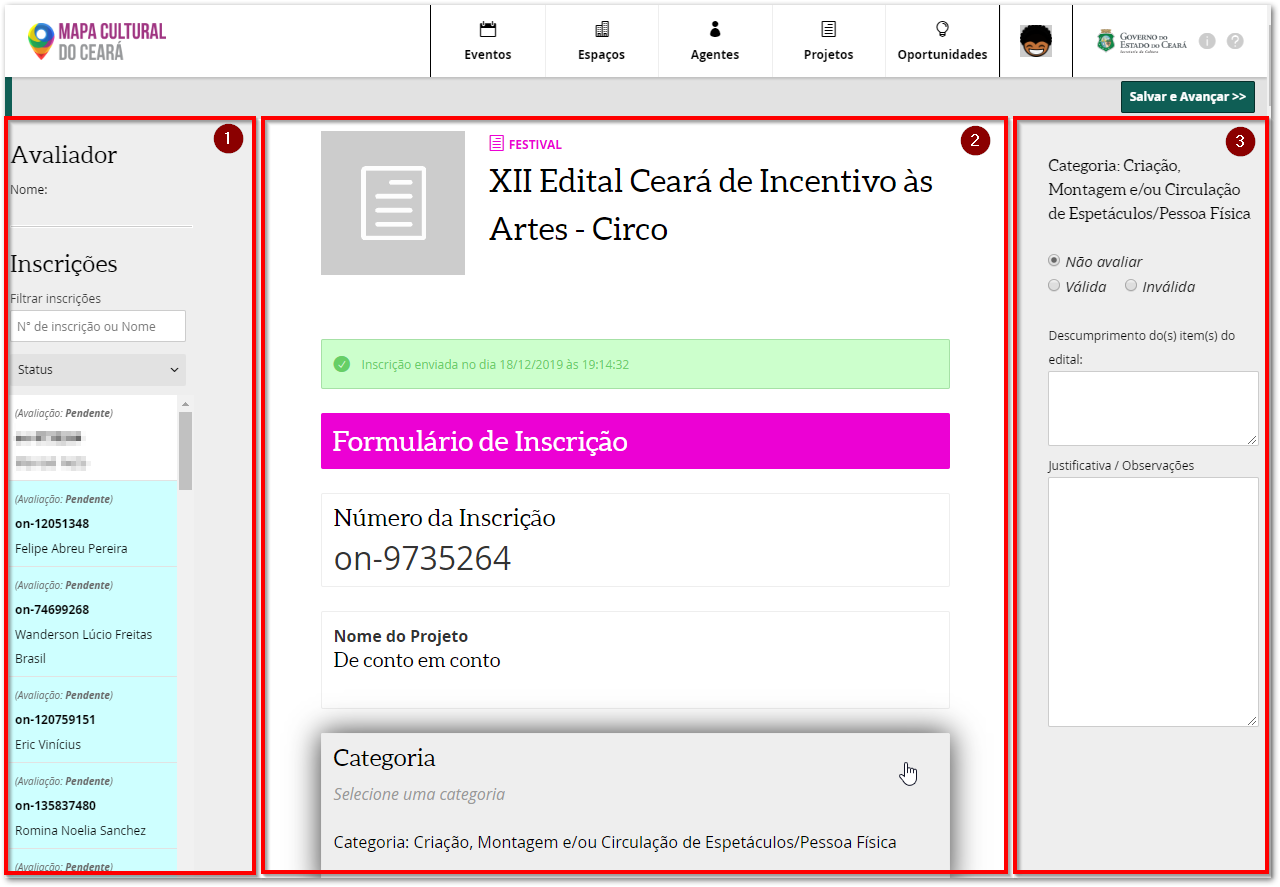 MAPA CULTURAL
DO CEARÁ
Eventos
Espaços
Agentes
Projetos
Oportunidades
GOVERNO DO
ESTADO DO CEARÁ
Secretaria da Cultura
Salvar e Avançar >>
1
Avaliador
Nome:
Inscrições
Filtrar inscrições
N° de inscrição ou Nome
Status
(Avaliação: Pendente)
(Avaliação: Pendente)
on-12051348
Felipe Abreu Pereira
(Avaliação: Pendente)
on-74699268
Wanderson Lúcio Freitas
Brasil
(Avaliação: Pendente)
on-120759151
Eric Vinícius
(Avaliação: Pendente)
on-135837480
Romina Noelia Sanchez
(Avaliação: Pendente)
2
FESTIVAL
XII Edital Ceará de Incentivo às
Artes - Circo
Inscrição enviada no dia 18/12/2019 às 19:14:32
Formulário de Inscrição
Número da Inscrição
on-9735264
Nome do Projeto
De conto em conto
Categoria
Selecione uma categoria
Categoria: Criação, Montagem e/ou Circulação de Espetáculos/Pessoa Física
3
Categoria: Criação,
Montagem e/ou Circulação
de Espetáculos/Pessoa Física
Não avaliar
Válida Inválida
Descumprimento do(s) item(s) do
edital:
Justificativa / Observações